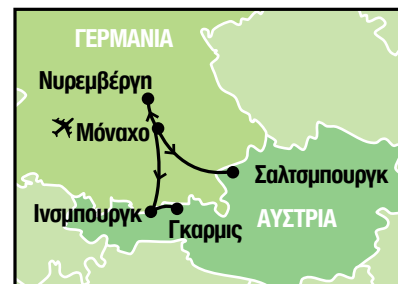 ΓΕΡΜΑΝΙΑ
Νυρεμβέργη
Μόναχο
Σαλτσμπουργκ
Ινσμπουργκ
Γκαρμις
ΑΥΣΤΡΙΑ